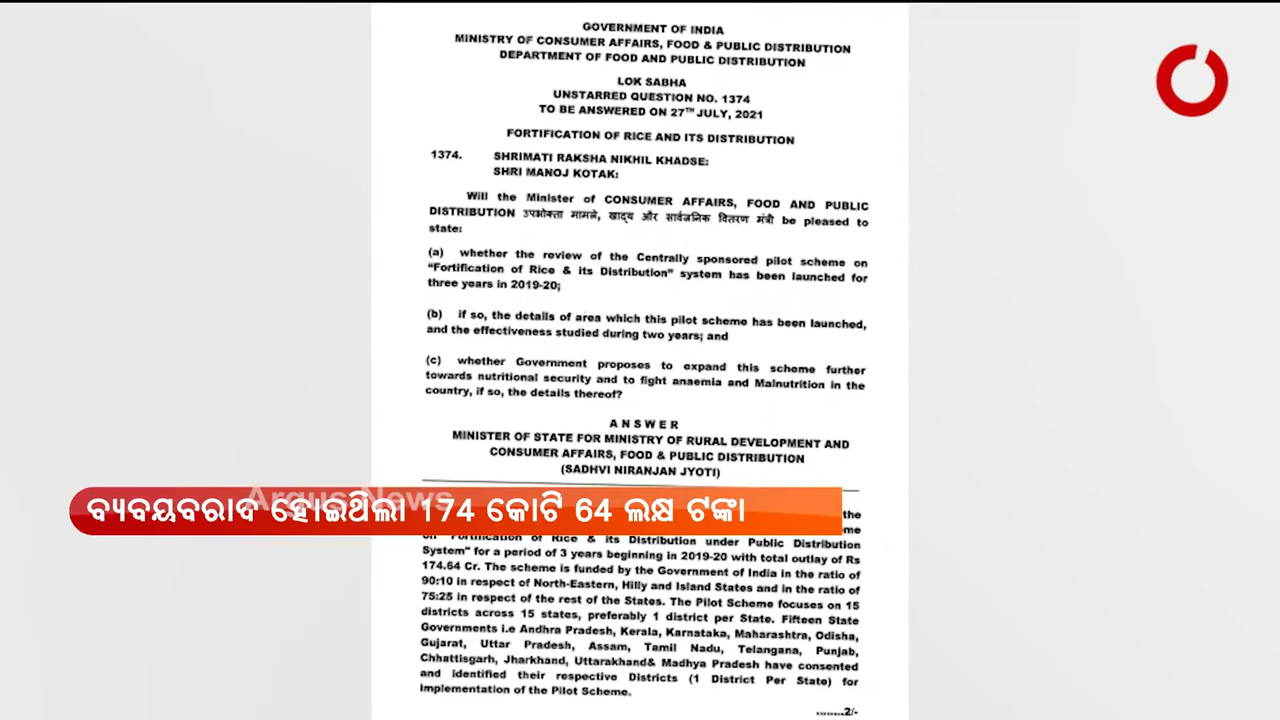 GOVERNMENT OF INDIA
MINISTRY OF CONSUMER AFFAIRS, FOOD & PUBLIC DISTRIBUTION
DEPARTMENT OF FOOD AND PUBLIC DISTRIBUTION
LOK SABHA
UNSTARRED QUESTION NO. 1374
TO BE ANSWERED ON 27TH JULY, 2021
FORTIFICATION OF RICE AND ITS DISTRIBUTION
1374. SHRIMATI RAKSHA NIKHIL KHADSE:
SHRI MANOJ KOTAK:
Will the Minister of CONSUMER AFFAIRS, FOOD AND PUBLIC
DISTRIBUTION उपभोक्ता मामले, खाद्य और सार्वजनिक वितरण मंत्री be pleased to
state:
(a) whether the review of the Centrally sponsored pilot scheme on
"Fortification of Rice & its Distribution" system has been launched for
three years in 2019-20;
(b) if so, the details of area which this pilot scheme has been launched,
and the effectiveness studied during two years; and
(c) whether Government proposes to expand this scheme further
towards nutritional security and to fight anaemia and Malnutrition in the
country, if so, the details thereof?
A N S W E R
MINISTER OF STATE FOR MINISTRY OF RURAL DEVELOPMENT AND
CONSUMER AFFAIRS, FOOD & PUBLIC DISTRIBUTION
(SADHVI NIRANJAN JYOTI)
Argus News
ବ୍ୟବୟବରାଦ ହୋଇଥିଲା 174 କୋଟି 64 ଲକ୍ଷ ଟଙ୍କା
the
on "Fortification of Rice & its Distribution under Public Distribution
System" for a period of 3 years beginning in 2019-20 with total outlay of Rs
174.64 Cr. The scheme is funded by the Government of India in the ratio of
90:10 in respect of North-Eastern, Hilly and Island States and in the ratio of
75:25 in respect of the rest of the States. The Pilot Scheme focuses on 15
districts across 15 states, preferably 1 district per State. Fifteen State
Governments i.e Andhra Pradesh, Kerala, Karnataka, Maharashtra, Odisha,
Gujarat, Uttar Pradesh, Assam, Tamil Nadu, Telangana, Punjab,
Chhattisgarh, Jharkhand, Uttarakhand& Madhya Pradesh have consented
and identified their respective Districts (1 District Per State) for
Implementation of the Pilot Scheme.
........2/-